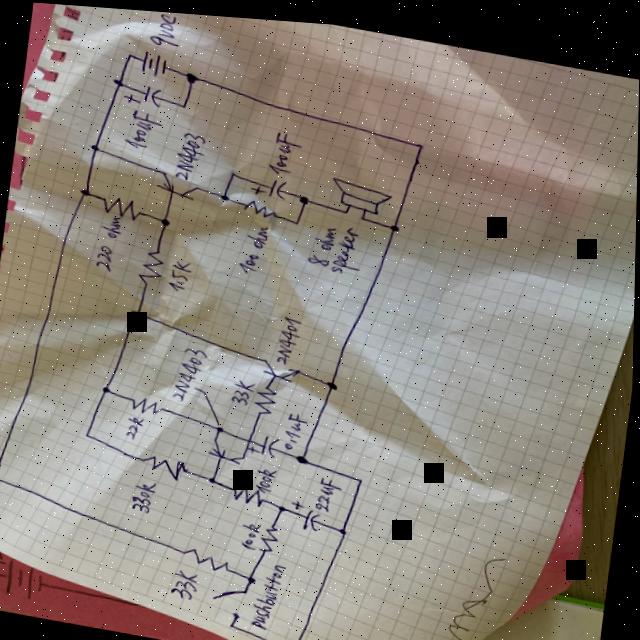 9VDC
100uF
2N4403
100uF
220 ohm
1.5K
100 ohm
8 ohm
speaker
2N4403
2N4401
33K
22K
0.1uF
330K
100k
22uF
33K
pushbutton